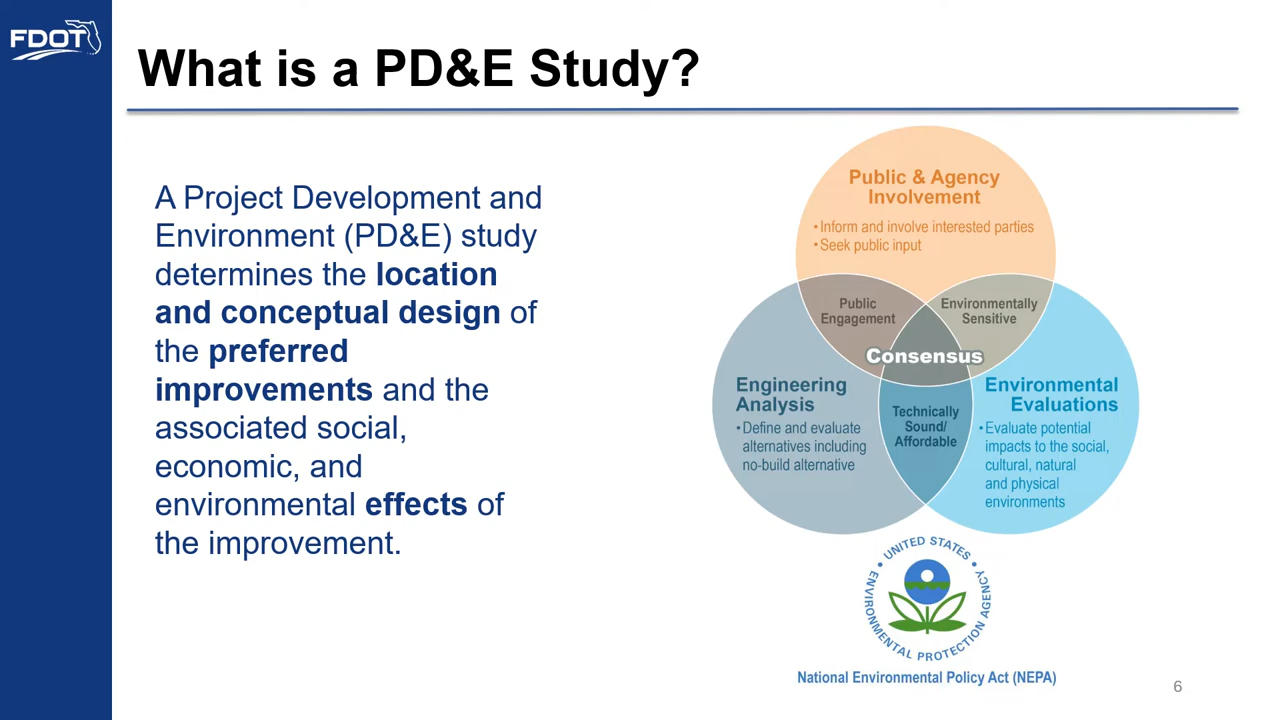 FDOT
What is a PD&E Study?
A Project Development and
Environment (PD&E) study
determines the location
and conceptual design of
the preferred
improvements and the
associated social,
economic, and
environmental effects of
the improvement.
Public & Agency
Involvement
• Inform and involve interested parties
• Seek public input
Public
Engagement
Environmentally
Sensitive
Consensus
Engineering
Analysis
• Define and evaluate
alternatives including
no-build alternative
Technically
Sound/
Affordable
Environmental
Evaluations
• Evaluate potential
impacts to the social,
cultural, natural
and physical
environments
• UNITED STATES •
ENVIRONMENTAL PROTECTION AGENCY
National Environmental Policy Act (NEPA)
6